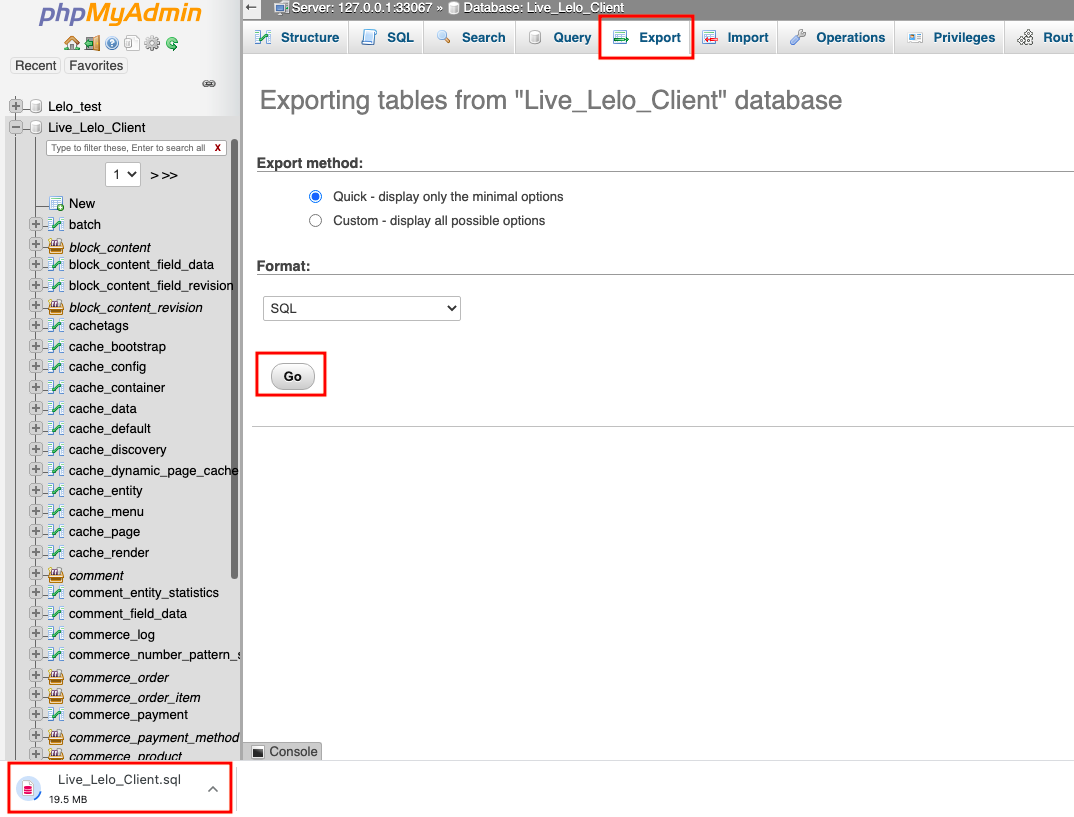 phpMyAdmin
Recent Favorites
Lelo_test
Live_Lelo_Client
Type to filter these, Enter to search all X
1 > >>
New
batch
block_content
block_content_field_data
block_content_field_revision
block_content_revision
cachetags
cache_bootstrap
cache_config
cache_container
cache_data
cache_default
cache_discovery
cache_dynamic_page_cache
cache_entity
cache_menu
cache_page
cache_render
comment
comment_entity_statistics
comment_field_data
commerce_log
commerce_number_pattern_s
commerce_order
commerce_order_item
commerce_payment
commerce_payment_method
commerce_product
Server: 127.0.0.1:33067 » Database: Live_Lelo_Client
Structure SQL Search Query Export Import Operations Privileges Rout
Exporting tables from "Live_Lelo_Client" database
Export method:
Quick - display only the minimal options
Custom - display all possible options
Format:
SQL
Go
Console
Live_Lelo_Client.sql
19.5 MB